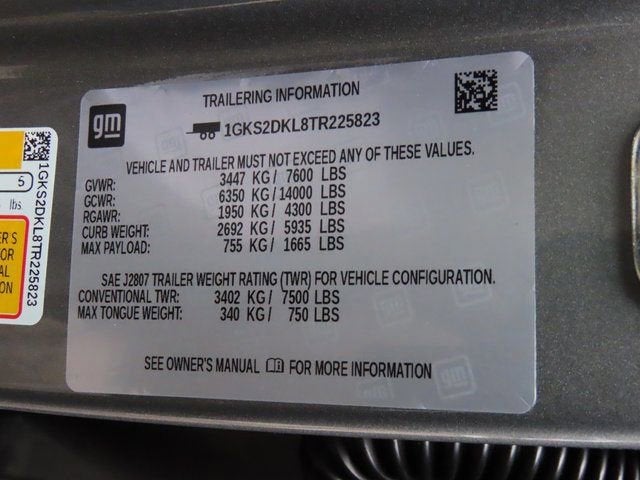 gm
TRAILERING INFORMATION
1GKS2DKL8TR225823
VEHICLE AND TRAILER MUST NOT EXCEED ANY OF THESE VALUES.
GVWR: 3447 KG / 7600 LBS
GCWR: 6350 KG / 14000 LBS
RGAWR: 1950 KG / 4300 LBS
CURB WEIGHT: 2692 KG / 5935 LBS
MAX PAYLOAD: 755 KG / 1665 LBS
SAE J2807 TRAILER WEIGHT RATING (TWR) FOR VEHICLE CONFIGURATION.
CONVENTIONAL TWR: 3402 KG / 7500 LBS
MAX TONGUE WEIGHT: 340 KG / 750 LBS
SEE OWNER'S MANUAL FOR MORE INFORMATION
gm
1GKS2DKL8TR225823
5
lbs.